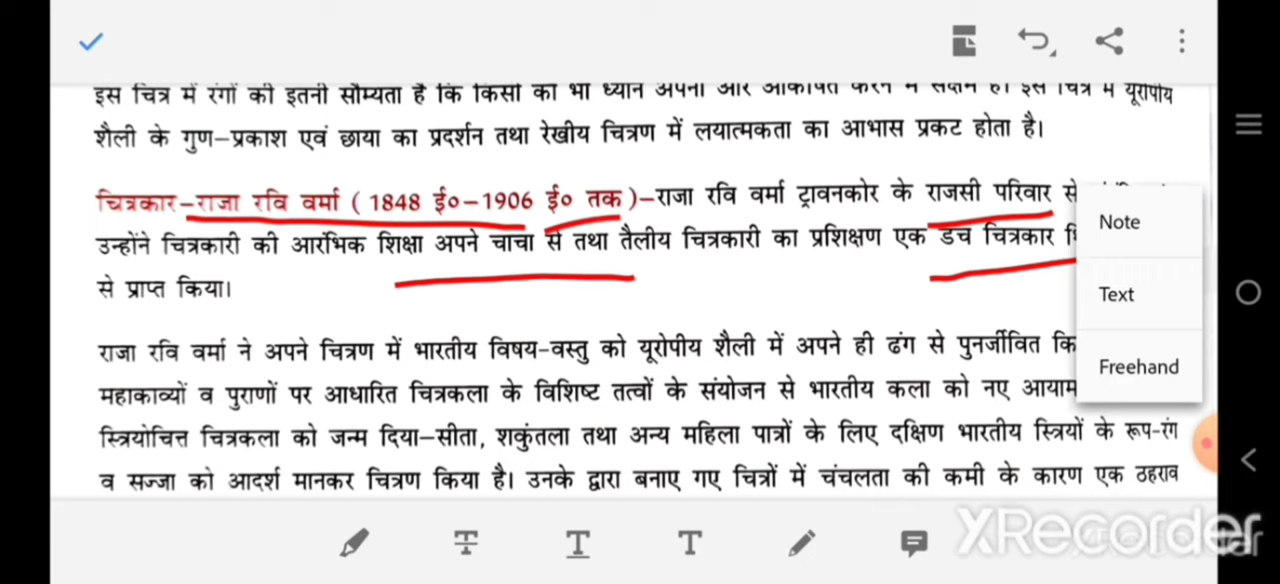 इस चित्र में रंगों की इतनी सौम्यता है कि किसी का भी ध्यान अपनी ओर आकर्षित करने में सक्षम है। इस चित्र में यूरोपीय
शैली के गुण-प्रकाश एवं छाया का प्रदर्शन तथा रेखीय चित्रण में लयात्मकता का आभास प्रकट होता है।
चित्रकार-राजा रवि वर्मा ( 1848 ई०-1906 ई० तक )-राजा रवि वर्मा ट्रावनकोर के राजसी परिवार से
Note
उन्होंने चित्रकारी की आरंभिक शिक्षा अपने चाचा से तथा तैलीय चित्रकारी का प्रशिक्षण एक डच चित्रकार
से प्राप्त किया।
Text
राजा रवि वर्मा ने अपने चित्रण में भारतीय विषय-वस्तु को यूरोपीय शैली में अपने ही ढंग से पुनर्जीवित
Freehand
महाकाव्यों व पुराणों पर आधारित चित्रकला के विशिष्ट तत्वों के संयोजन से भारतीय कला को नए
स्त्रियोचित्त चित्रकला को जन्म दिया-सीता, शकुंतला तथा अन्य महिला पात्रों के लिए दक्षिण भारतीय स्त्रियों के रूप-रंग
व सज्जा को आदर्श मानकर चित्रण किया है। उनके द्वारा बनाए गए चित्रों में चंचलता की कमी के कारण एक ठहराव
XRecorder